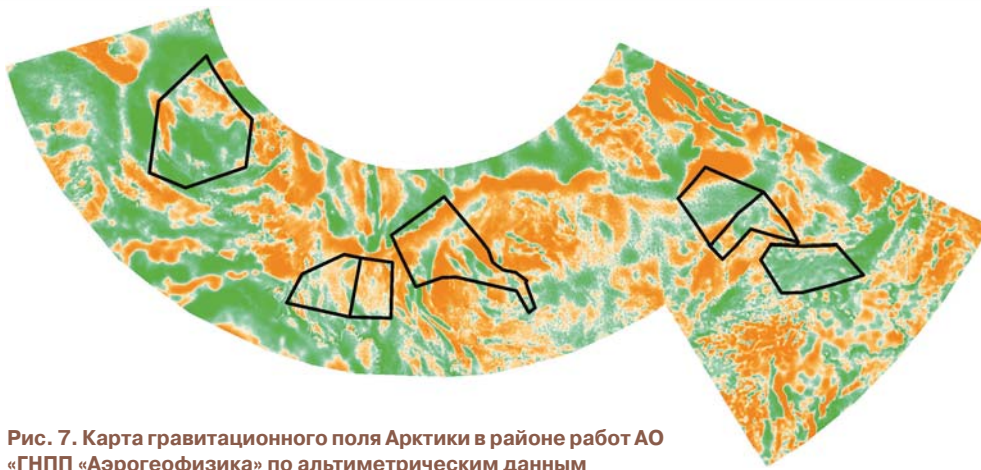 Рис. 7. Карта гравитационного поля Арктики в районе работ АО
«ГНПП «Аэрогеофизика» по альтиметрическим данным